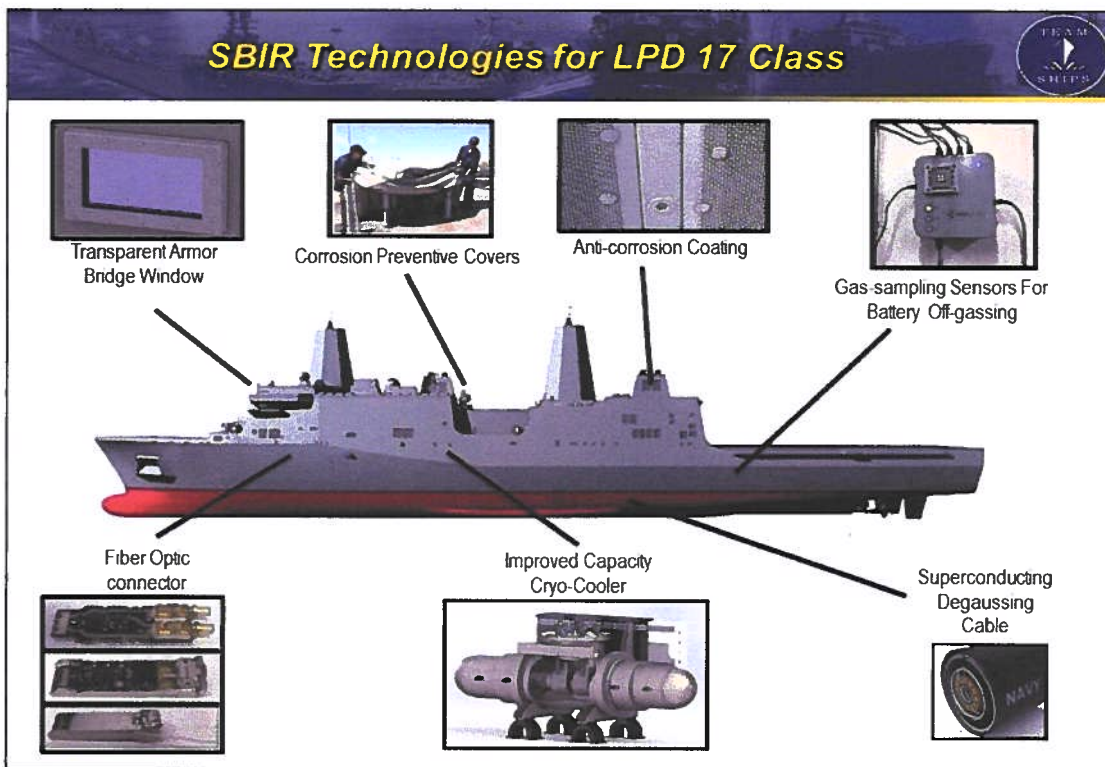 SBIR Technologies for LPD 17 Class
TEAM
SHIPS
Transparent Armor
Bridge Window
Corrosion Preventive Covers
Anti-corrosion Coating
Gas-sampling Sensors For
Battery Off-gassing
Fiber Optic
connector
Improved Capacity
Cryo-Cooler
Superconducting
Degaussing
Cable
NAVY